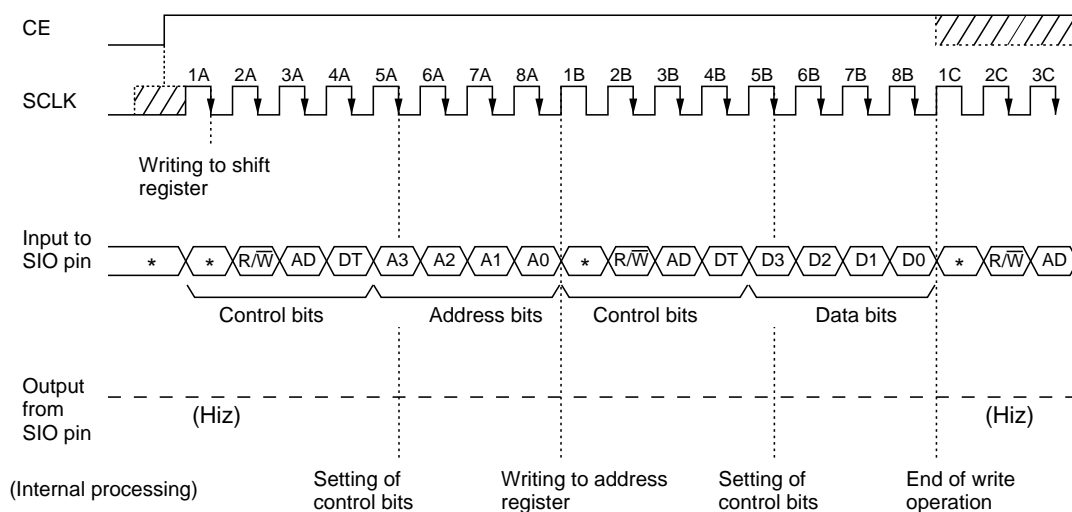 CE
1A 2A 3A 4A 5A 6A 7A 8A 1B 2B 3B 4B 5B 6B 7B 8B 1C 2C 3C
SCLK
Writing to shift
register
Input to
SIO pin
* * R/W̅ AD DT A3 A2 A1 A0 * R/W̅ AD DT D3 D2 D1 D0 * R/W̅ AD
Control bits Address bits Control bits Data bits
Output
from
SIO pin
(Hiz) (Hiz)
(Internal processing)
Setting of
control bits
Writing to address
register
Setting of
control bits
End of write
operation